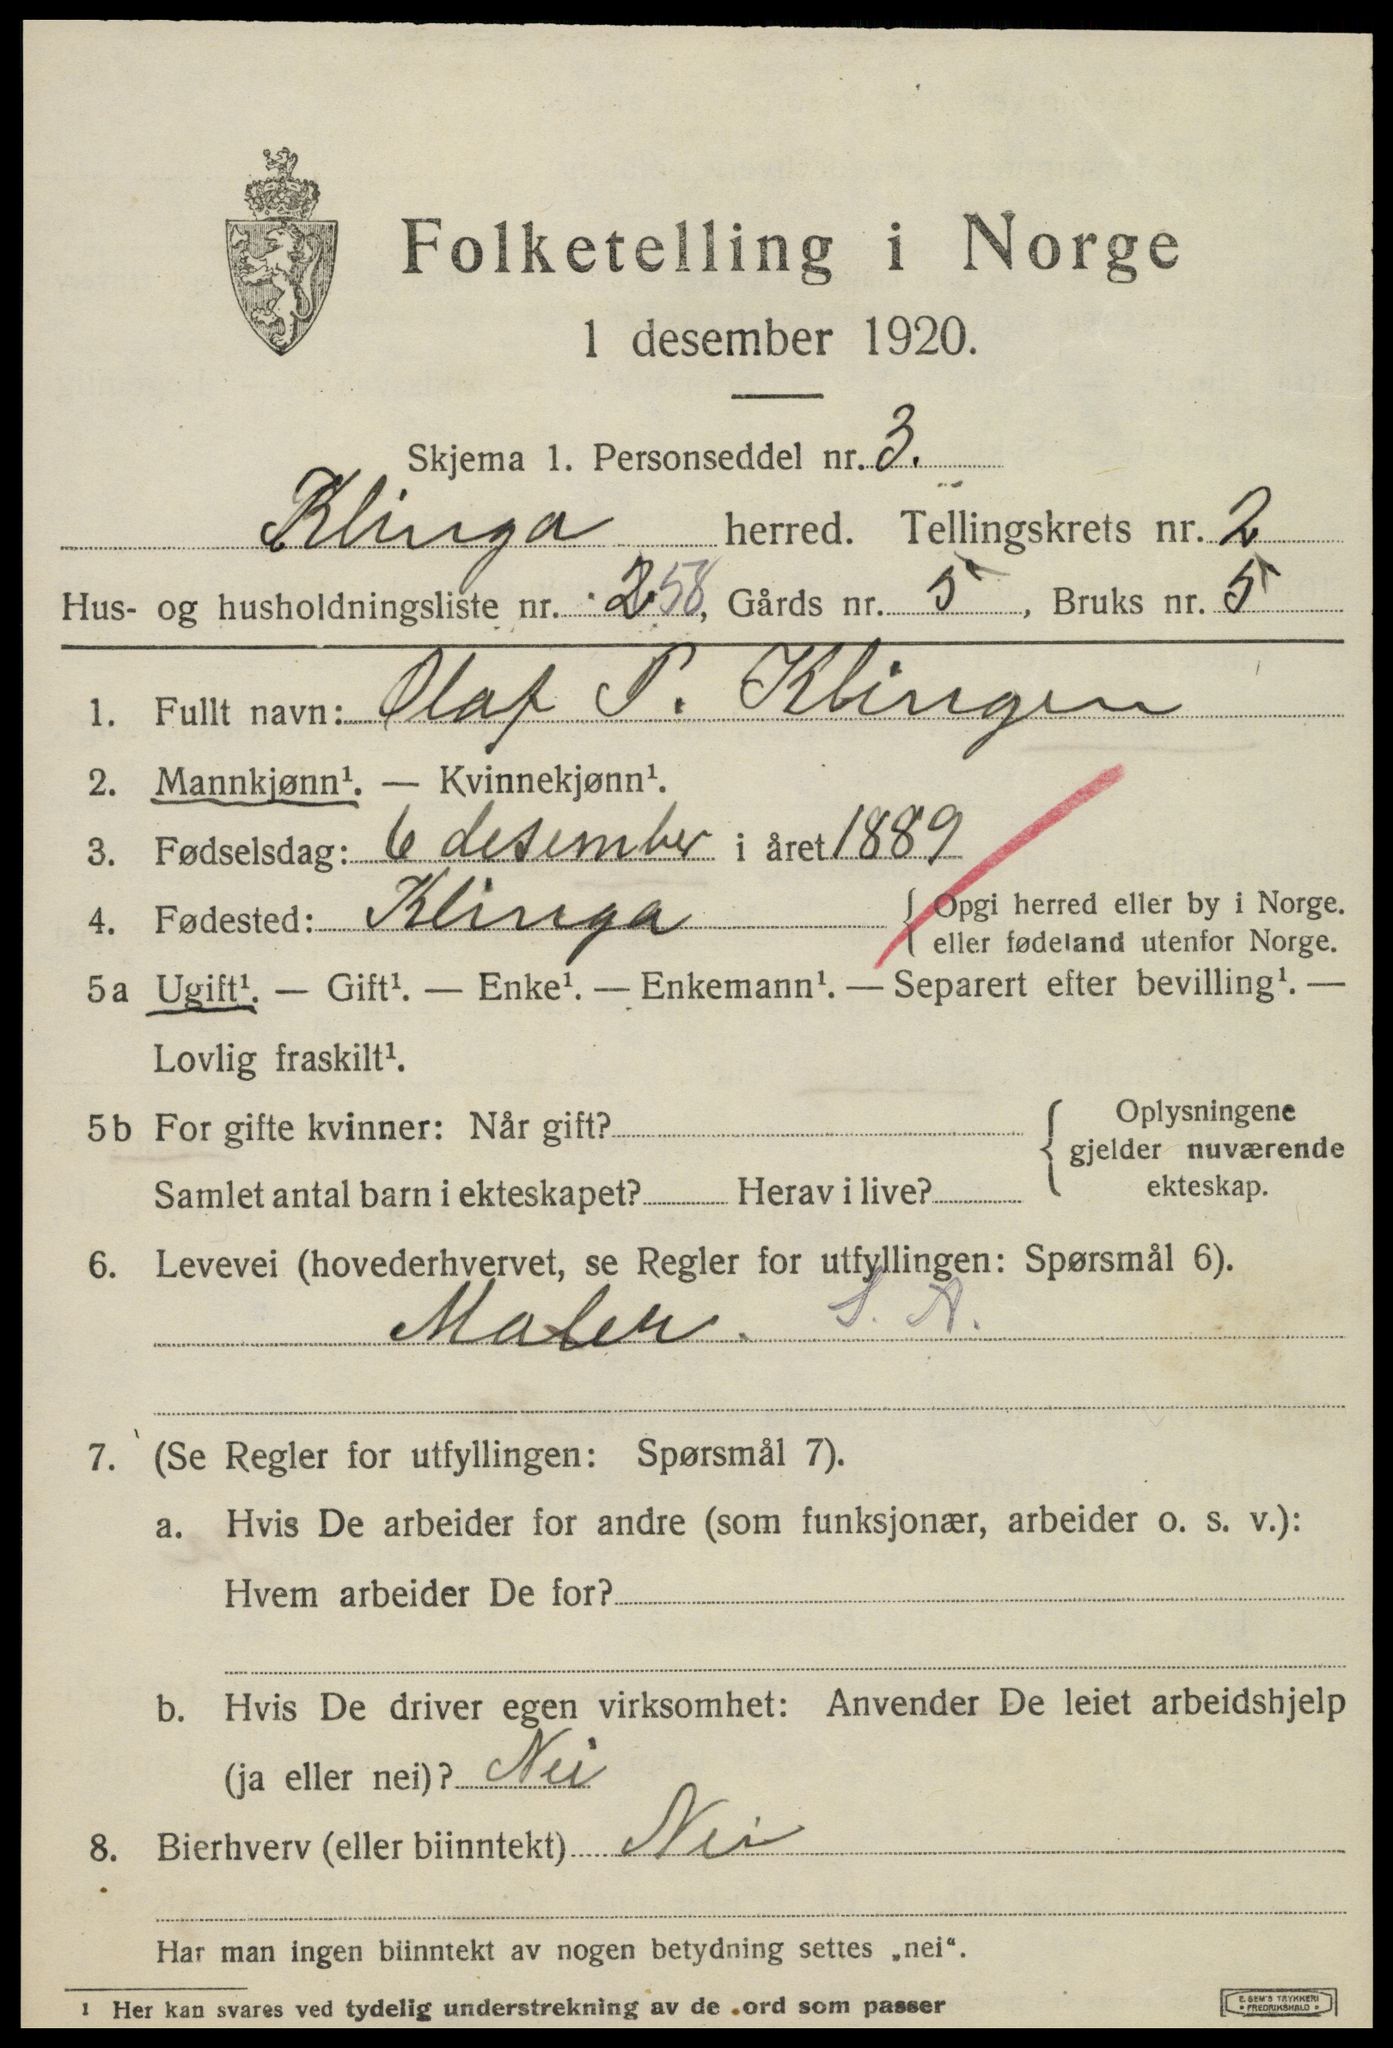 Folketelling i Norge
1 desember 1920.
Skjema 1. Personseddel nr. 3.
Klinga herred. Tellingskrets nr. 2
Hus- og husholdningsliste nr. 2 58, Gårds nr. 5, Bruks nr. 5
1. Fullt navn: Olaf P. Klingen
2. Mannkjønn¹. — Kvinnekjønn¹.
3. Fødselsdag: 6 desember i året 1889
4. Fødested: Klinga { Opgi herred eller by i Norge.
eller fødeland utenfor Norge.
5a Ugift¹. — Gift¹. — Enke¹. — Enkemann¹. — Separert efter bevilling¹. —
Lovlig fraskilt¹.
5b For gifte kvinner: Når gift?
Samlet antal barn i ekteskapet? Herav i live?
{ Oplysningene
gjelder nuværende
ekteskap.
6. Levevei (hovederhvervet, se Regler for utfyllingen: Spørsmål 6).
Maler. S. A.
7. (Se Regler for utfyllingen: Spørsmål 7).
a. Hvis De arbeider for andre (som funksjonær, arbeider o. s. v.):
Hvem arbeider De for?
b. Hvis De driver egen virksomhet: Anvender De leiet arbeidshjelp
(ja eller nei)? Nei
8. Bierhverv (eller biinntekt) Nei
Har man ingen biinntekt av nogen betydning settes „nei“.
1 Her kan svares ved tydelig understrekning av de ord som passer
E. SEM'S TRYKKERI
FREDRIKSHALD